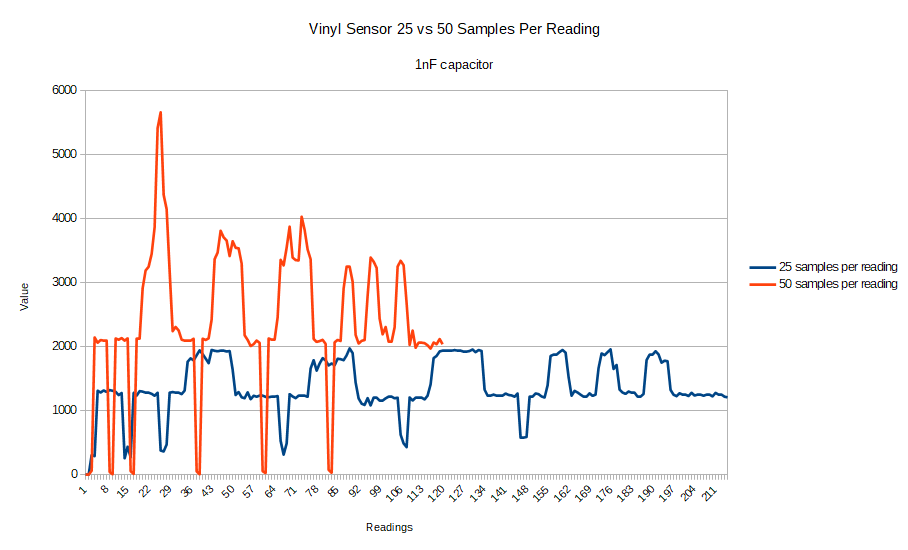 Vinyl Sensor 25 vs 50 Samples Per Reading
1nF capacitor
6000
5000
4000
3000
2000
1000
0
Value
1 8 15 22 29 36 43 50 57 64 71 78 85 92 99 106 113 120 127 134 141 148 155 162 169 176 183 190 197 204 211
Readings
25 samples per reading
50 samples per reading